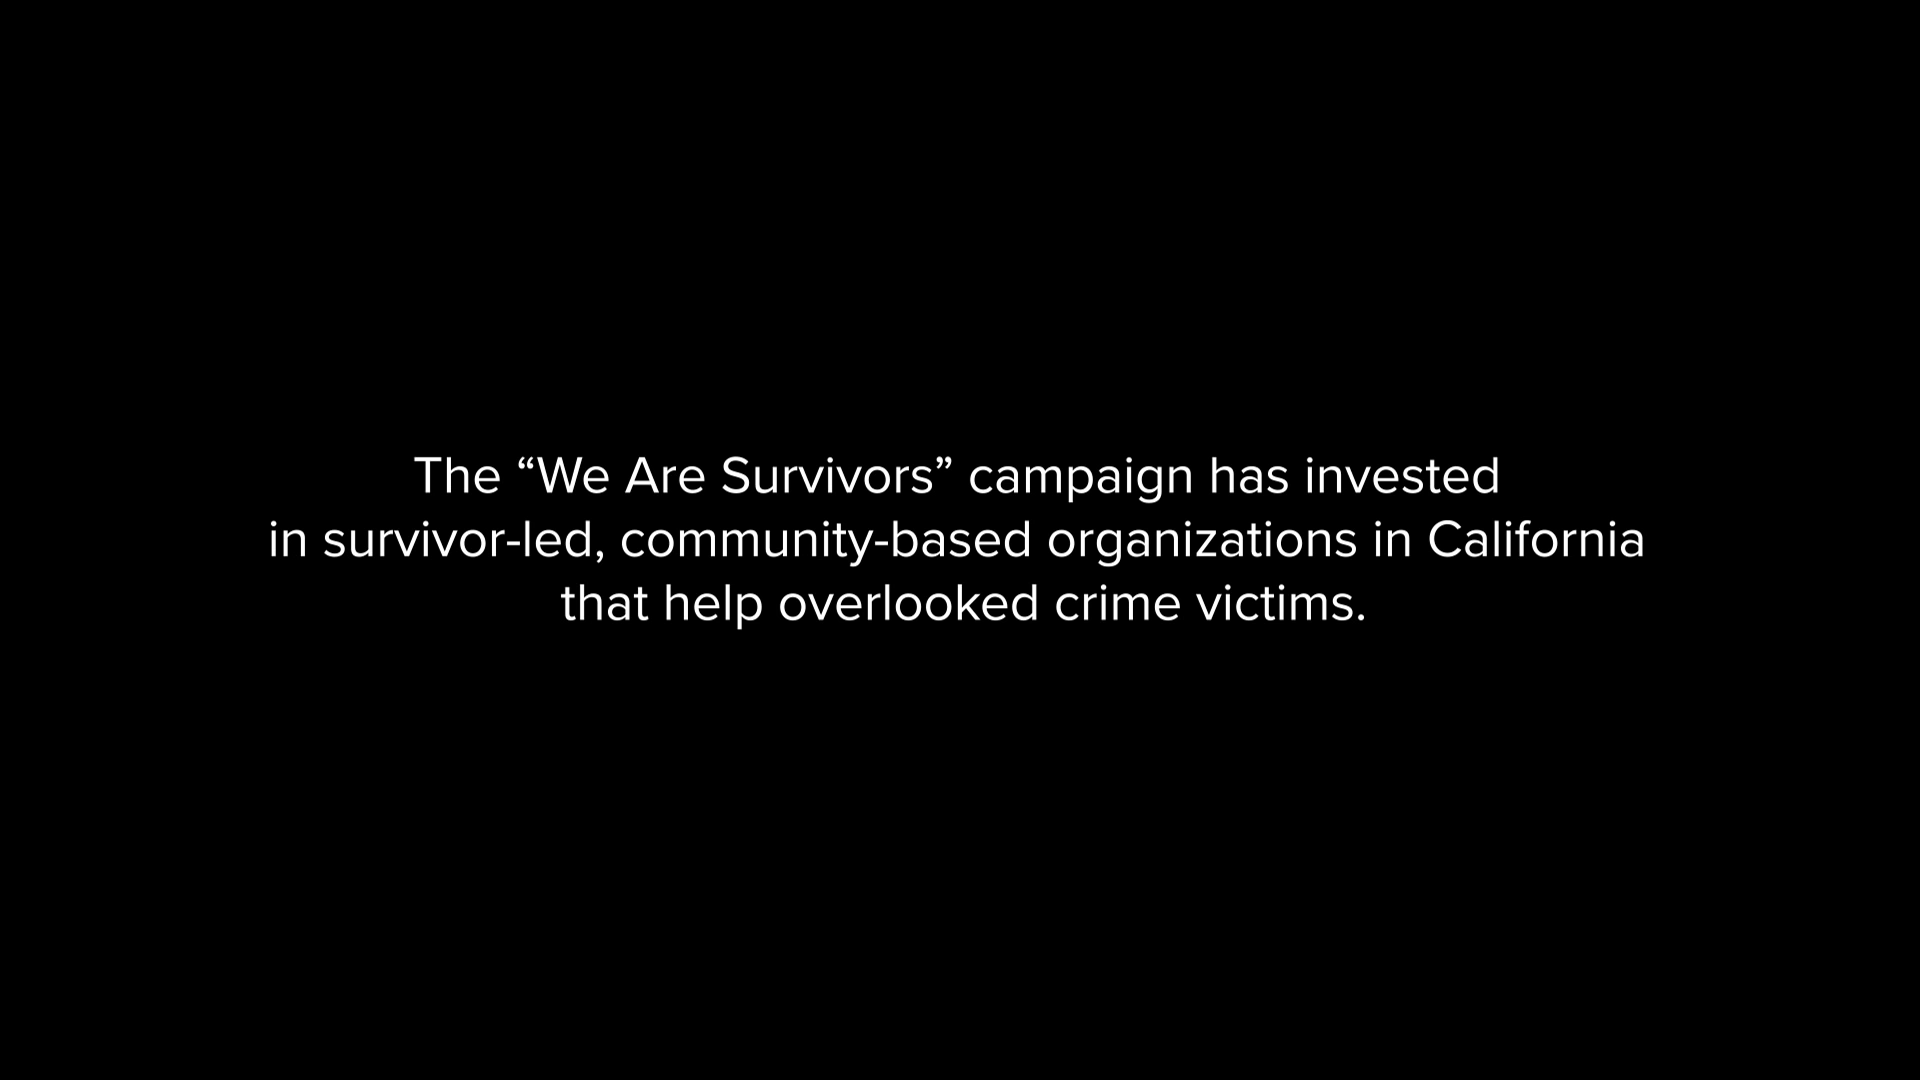 The “We Are Survivors” campaign has invested
in survivor-led, community-based organizations in California
that help overlooked crime victims.